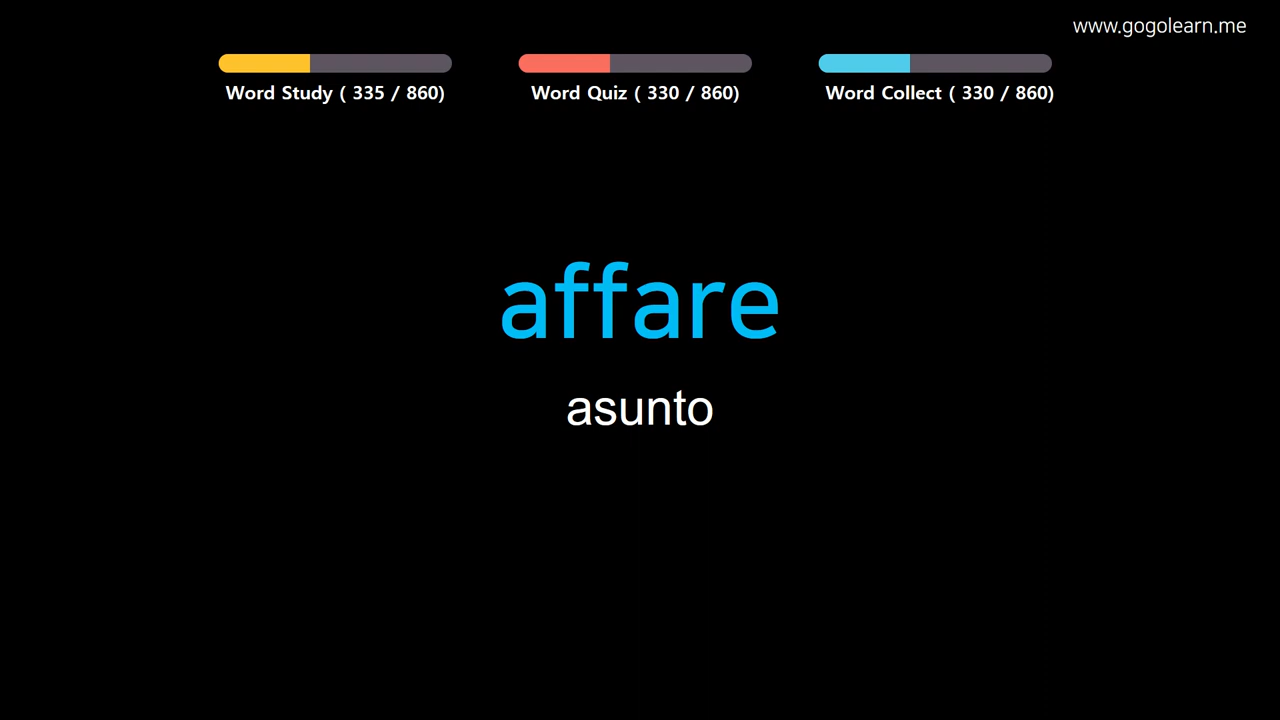 www.gogolearn.me
Word Study ( 335 / 860)
Word Quiz ( 330 / 860)
Word Collect ( 330 / 860)
affare
asunto